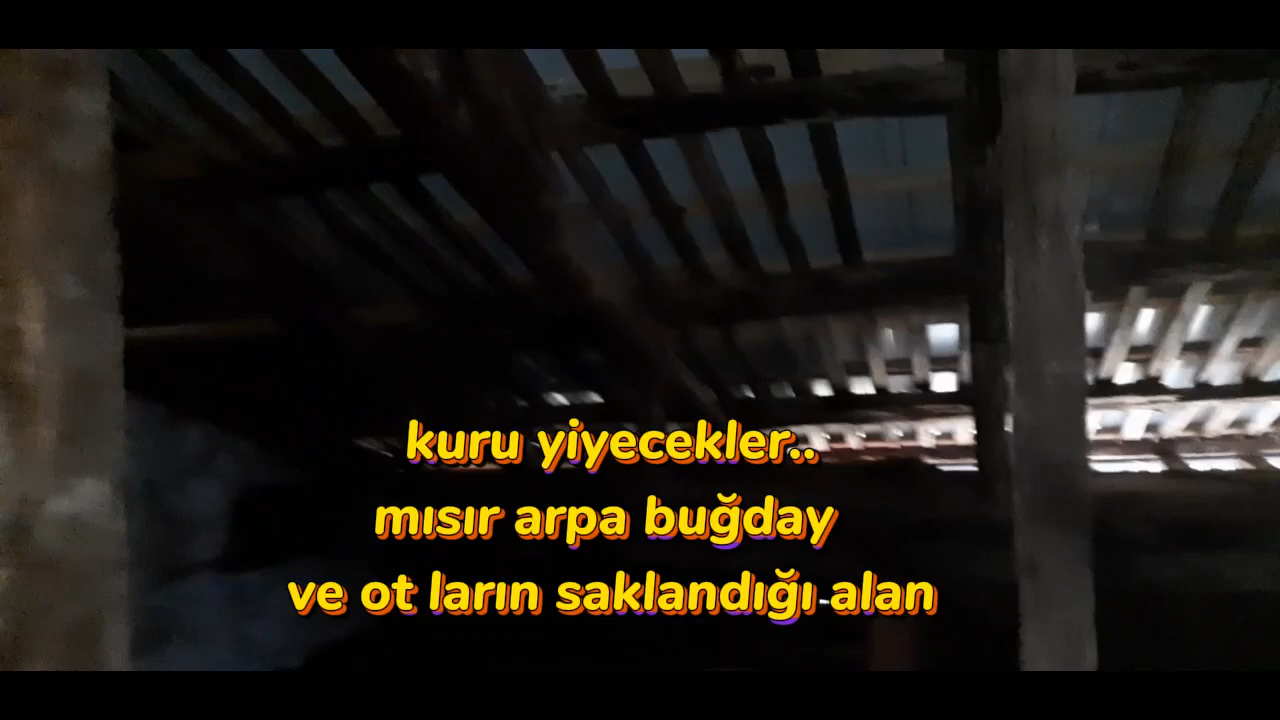 kuru yiyecekler..
mısır arpa buğday
ve ot ların saklandığı alan